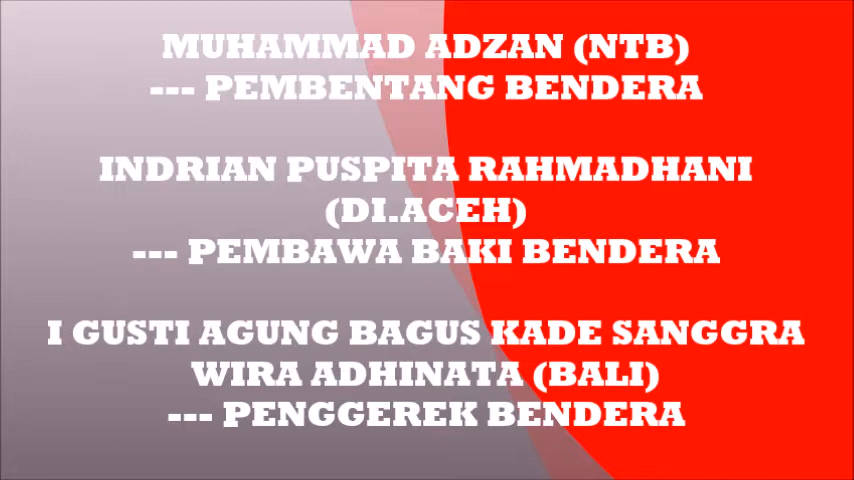 MUHAMMAD ADZAN (NTB)
--- PEMBENTANG BENDERA
INDRIAN PUSPITA RAHMADHANI
(DI.ACEH)
--- PEMBAWA BAKI BENDERA
I GUSTI AGUNG BAGUS KADE SANGGRA
WIRA ADHINATA (BALI)
--- PENGGEREK BENDERA